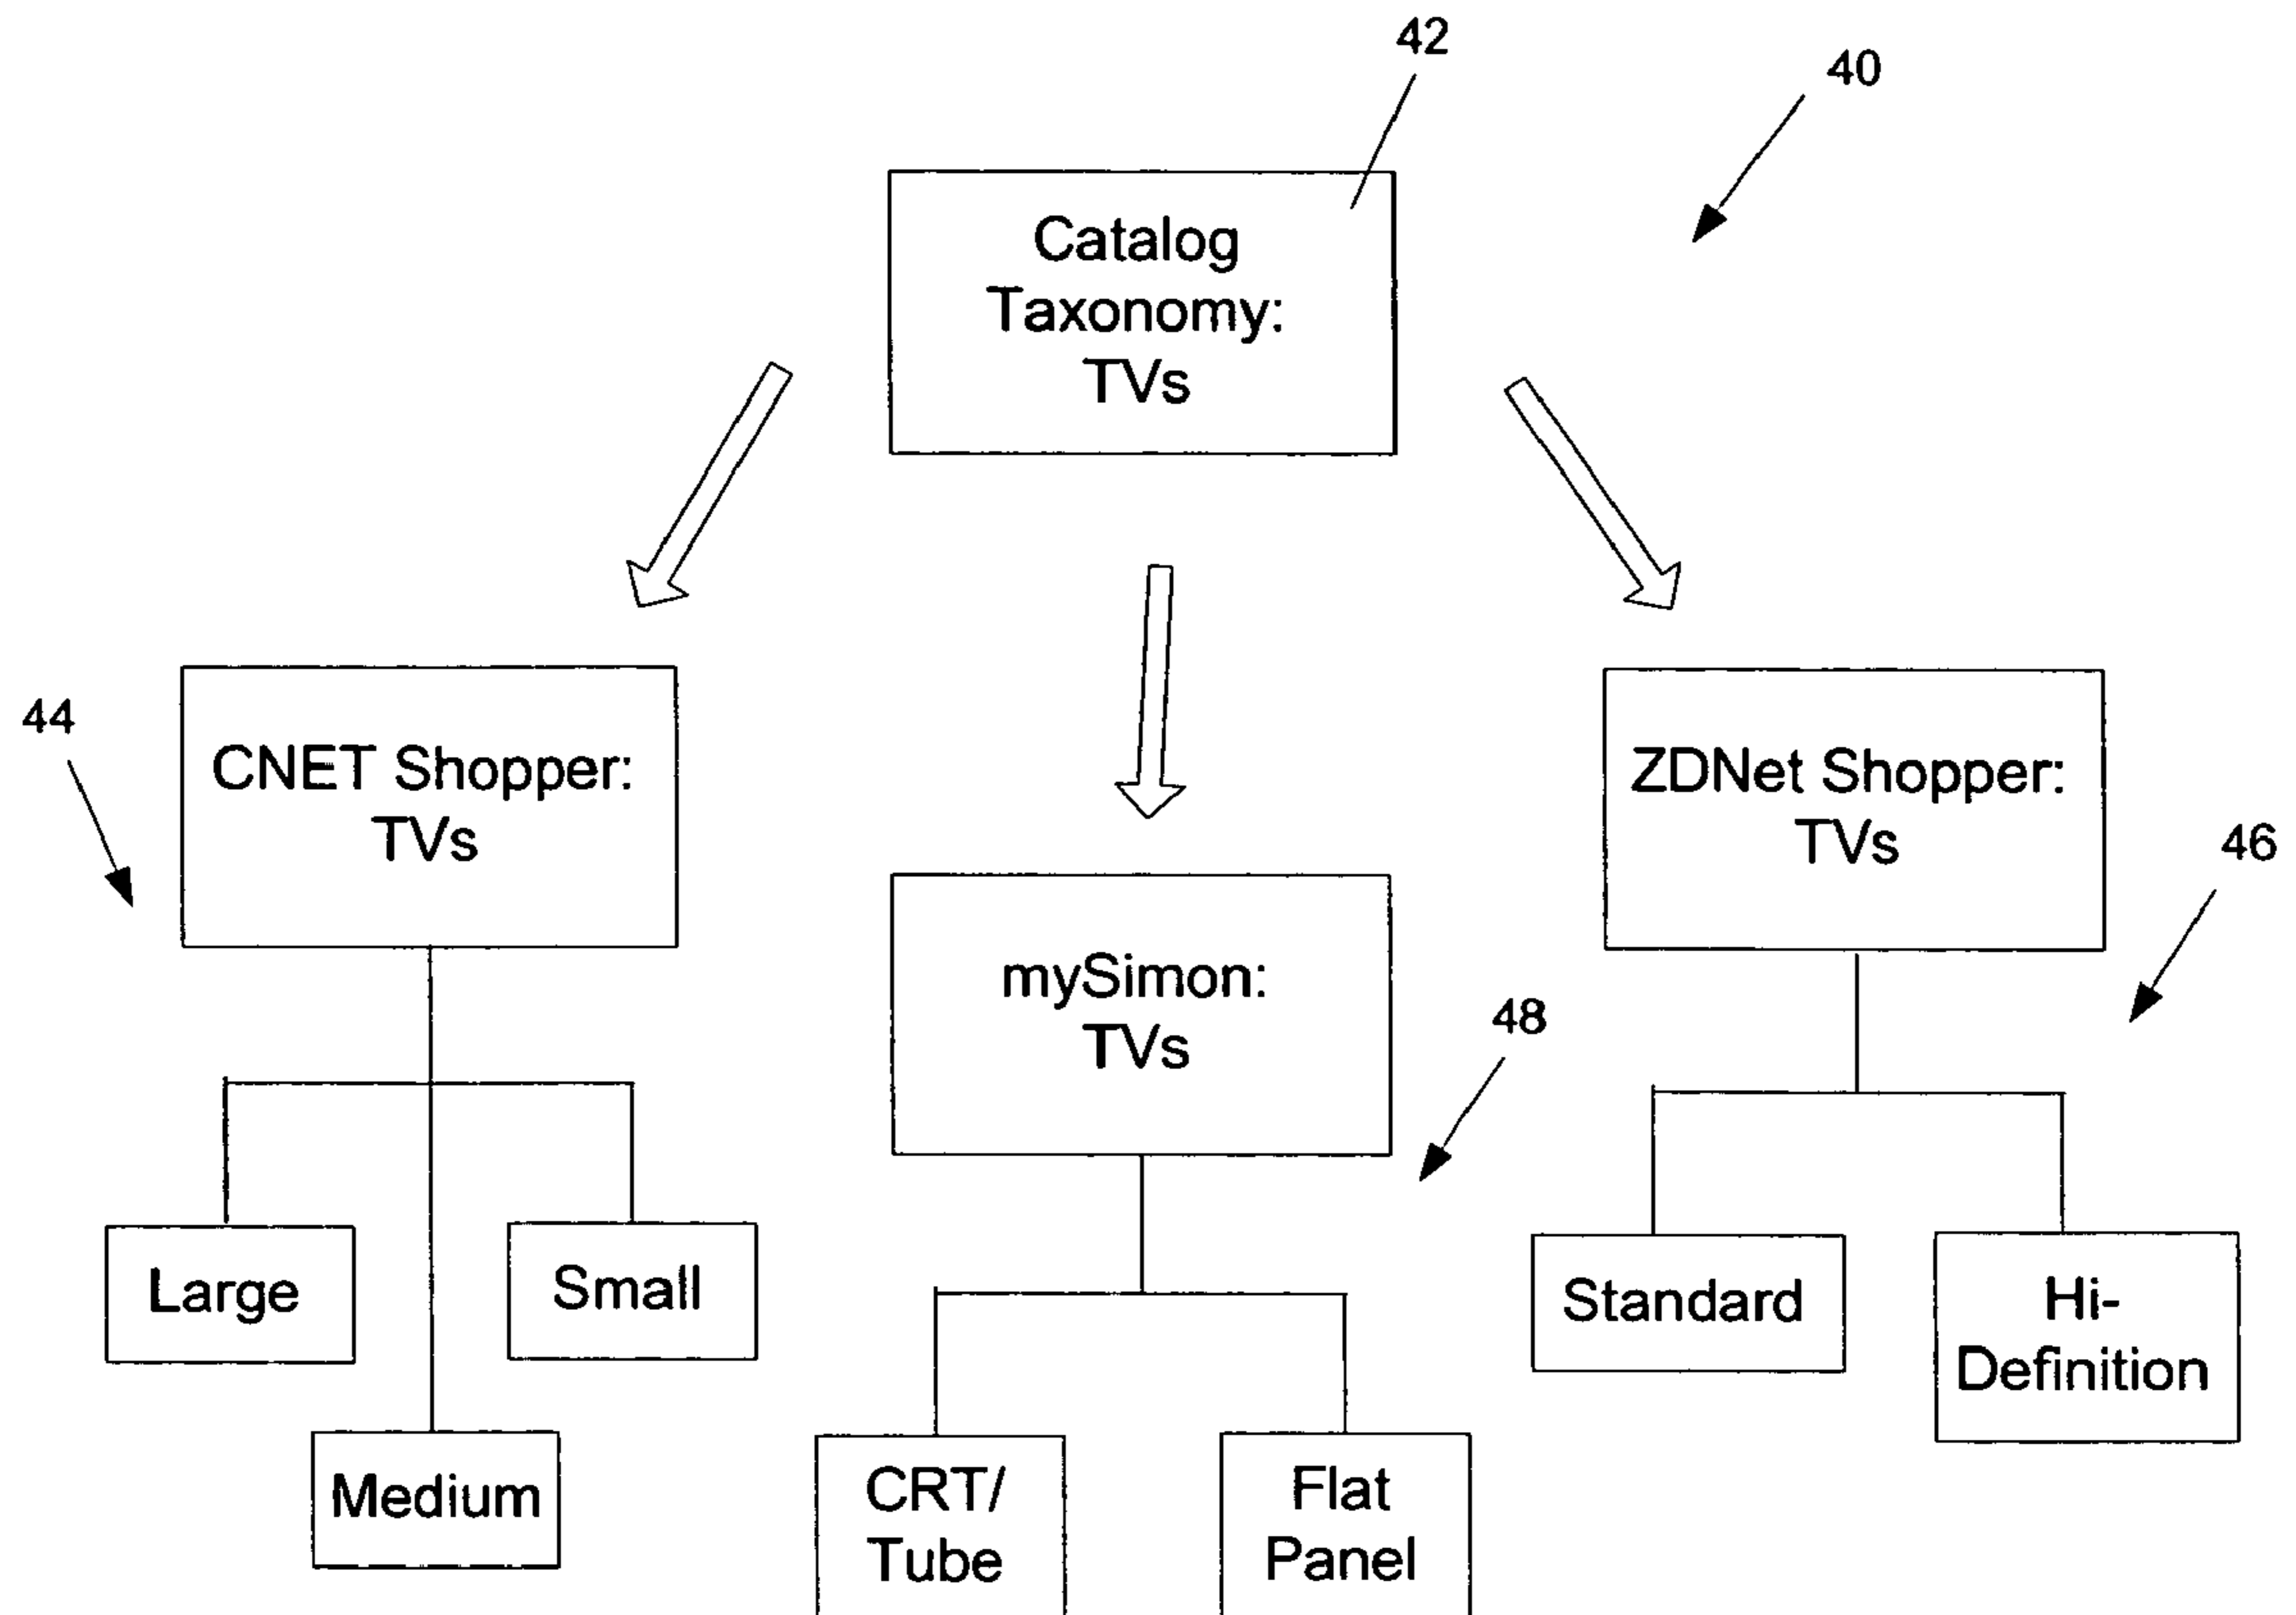 42
40
Catalog
Taxonomy:
TVs
44
CNET Shopper:
TVs
ZDNet Shopper:
TVs
46
mySimon:
TVs
48
Large
Small
Medium
CRT/
Tube
Flat
Panel
Standard
Hi-
Definition